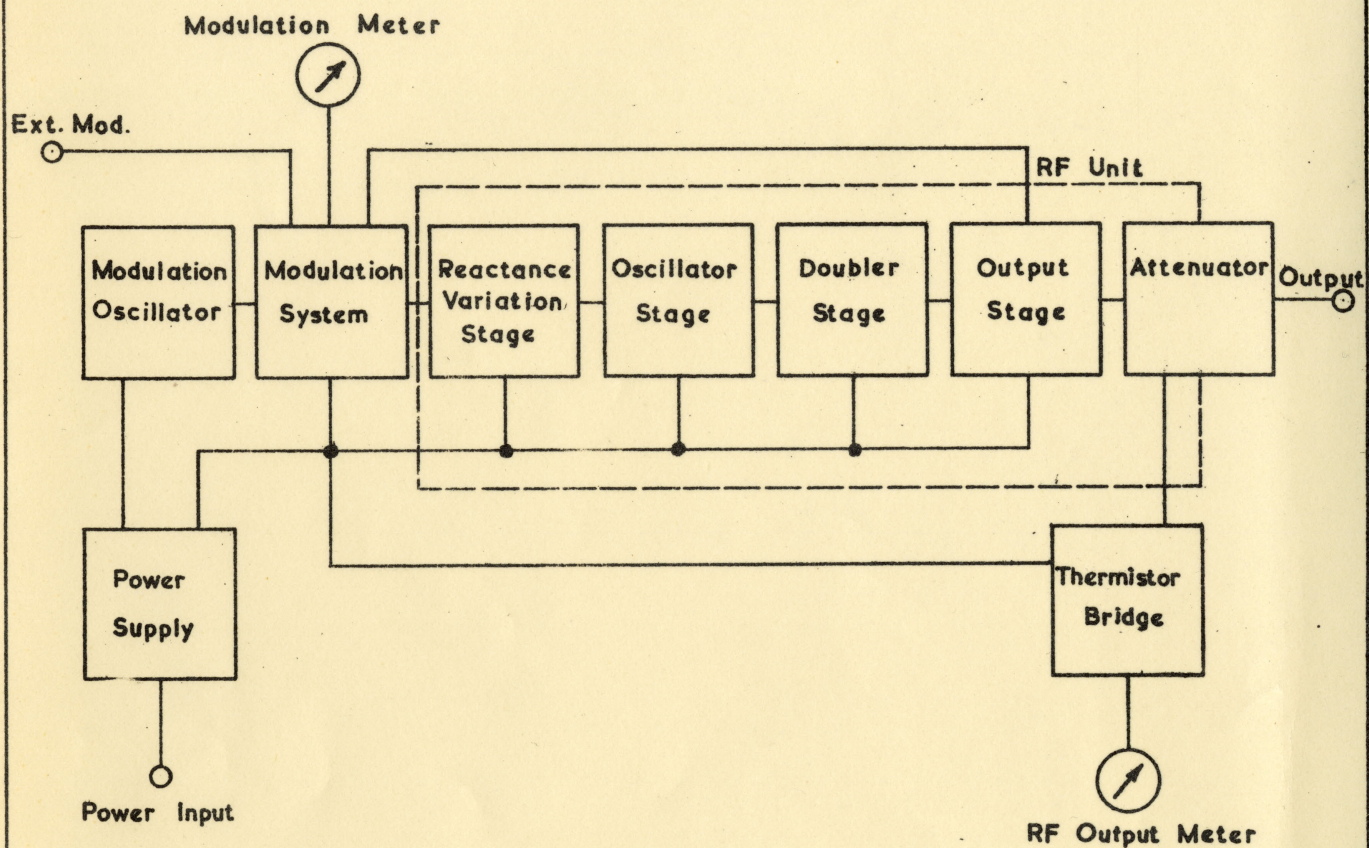 Modulation Meter
Ext. Mod.
RF Unit
Modulation
Oscillator
Modulation
System
Reactance
Variation
Stage
Oscillator
Stage
Doubler
Stage
Output
Stage
Attenuator
Output
Power
Supply
Thermistor
Bridge
Power Input
RF Output Meter